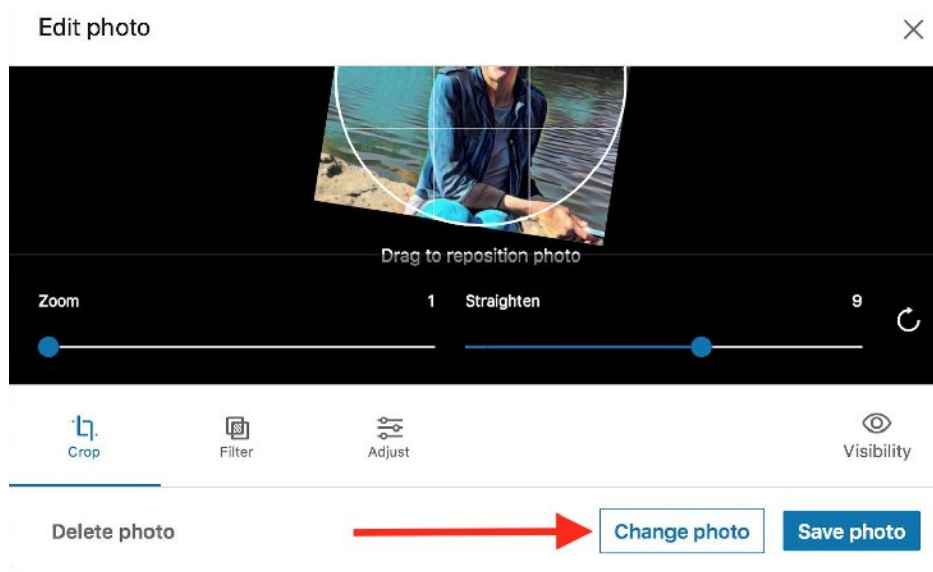 Edit photo
Drag to reposition photo
Zoom 1 Straighten 9
Crop Filter Adjust Visibility
Delete photo Change photo Save photo